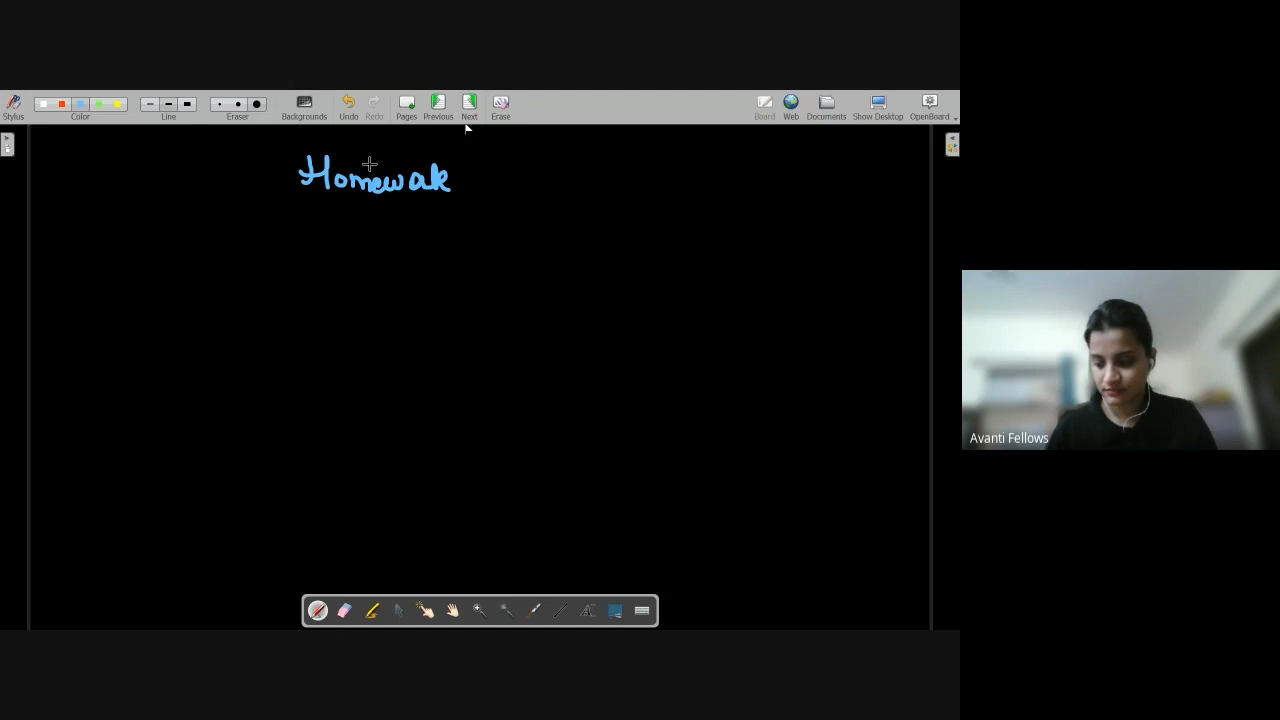 Stylus Color Line Eraser Backgrounds Undo Redo Pages Previous Next Erase Board Web Documents Show Desktop OpenBoard
Homework
Avanti Fellows